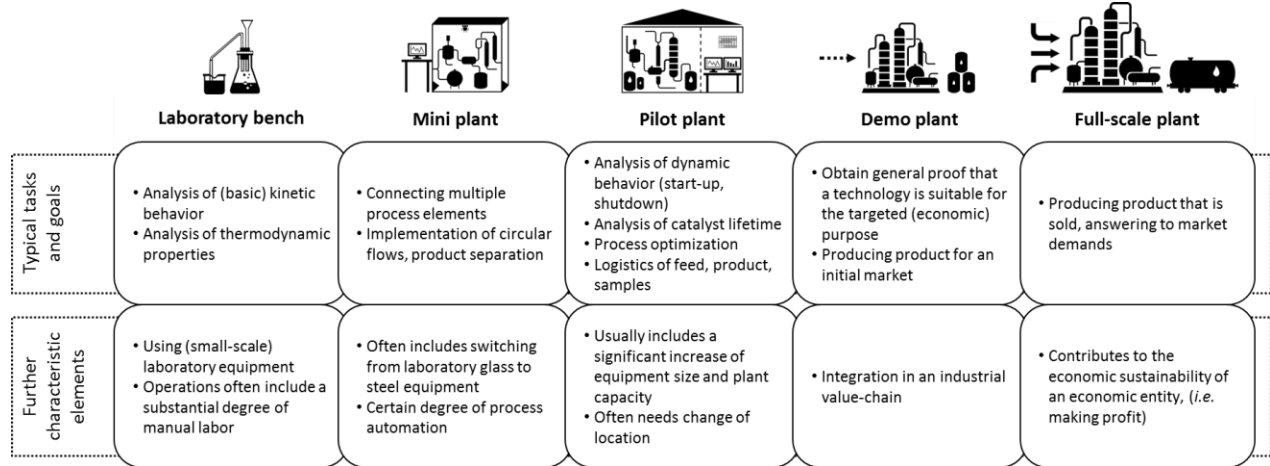 Laboratory bench
Mini plant
Pilot plant
Demo plant
Full-scale plant
Typical tasks
and goals
• Analysis of (basic) kinetic
behavior
• Analysis of thermodynamic
properties
• Connecting multiple
process elements
• Implementation of circular
flows, product separation
• Analysis of dynamic
behavior (start-up,
shutdown)
• Analysis of catalyst lifetime
• Process optimization
• Logistics of feed, product,
samples
• Obtain general proof that
a technology is suitable for
the targeted (economic)
purpose
• Producing product for an
initial market
• Producing product that is
sold, answering to market
demands
Further
characteristic
elements
• Using (small-scale)
laboratory equipment
• Operations often include a
substantial degree of
manual labor
• Often includes switching
from laboratory glass to
steel equipment
• Certain degree of process
automation
• Usually includes a
significant increase of
equipment size and plant
capacity
• Often needs change of
location
• Integration in an industrial
value-chain
• Contributes to the
economic sustainability of
an economic entity, (i.e.
making profit)